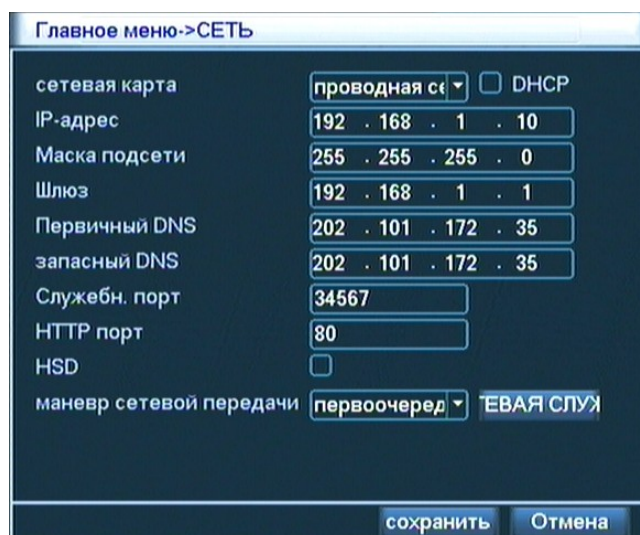 Главное меню->СЕТЬ
сетевая карта проводная се DHCP
IP-адрес 192 . 168 . 1 . 10
Маска подсети 255 . 255 . 255 . 0
Шлюз 192 . 168 . 1 . 1
Первичный DNS 202 . 101 . 172 . 35
запасный DNS 202 . 101 . 172 . 35
Служебн. порт 34567
HTTP порт 80
HSD
маневр сетевой передачи первоочеред ТЕВАЯ СЛУЖ
сохранить Отмена